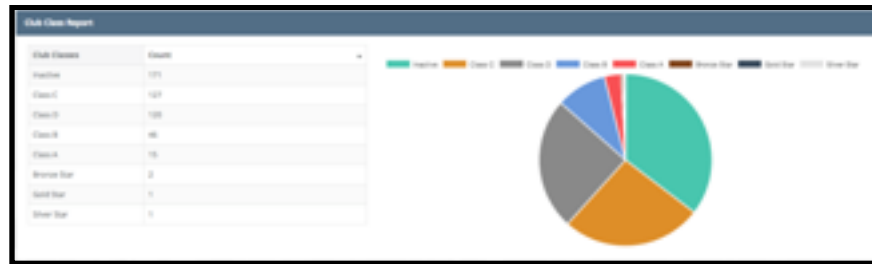 Club Class Report
Club Classes Count
Inactive 171
Class C 127
Class D
Class B 46
Class A 15
Bronze Star 2
Gold Star 1
Silver Star 1
Inactive Class C Class D Class B Class A Bronze Star Gold Star Silver Star